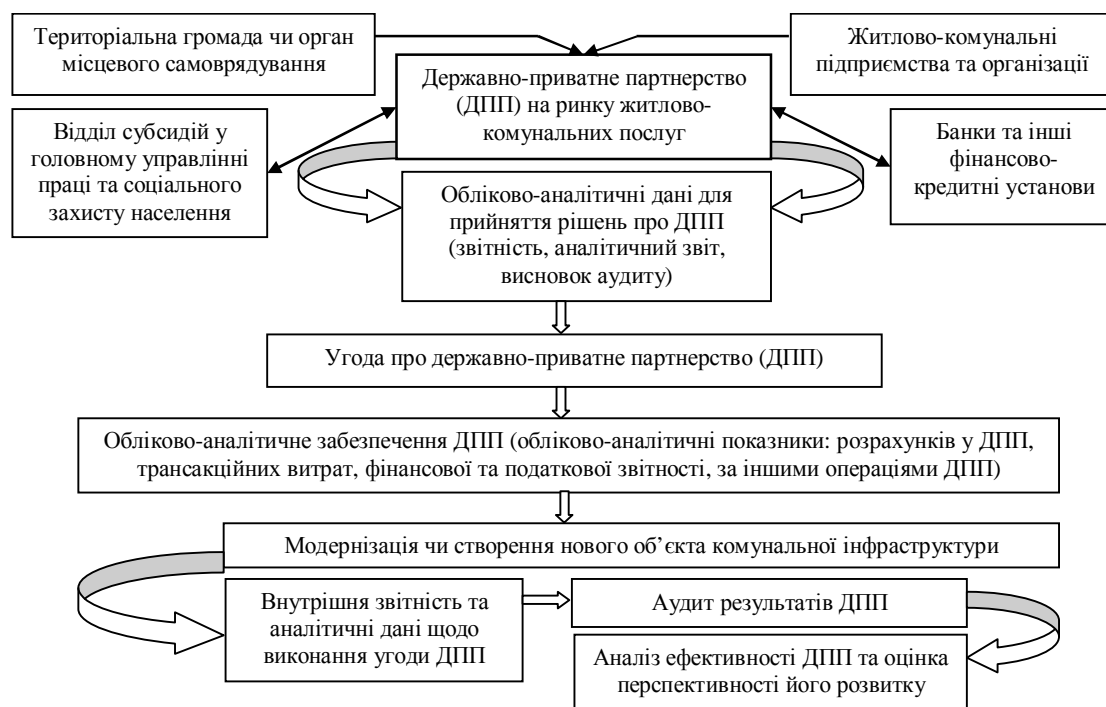 Територіальна громада чи орган
місцевого самоврядування
Житлово-комунальні
підприємства та організації
Державно-приватне партнерство
(ДПП) на ринку житлово-
комунальних послуг
Відділ субсидій у
головному управлінні
праці та соціального
захисту населення
Банки та інші
фінансово-
кредитні установи
Обліково-аналітичні дані для
прийняття рішень про ДПП
(звітність, аналітичний звіт,
висновок аудиту)
Угода про державно-приватне партнерство (ДПП)
Обліково-аналітичне забезпечення ДПП (обліково-аналітичні показники: розрахунків у ДПП,
трансакційних витрат, фінансової та податкової звітності, за іншими операціями ДПП)
Модернізація чи створення нового об’єкта комунальної інфраструктури
Внутрішня звітність та
аналітичні дані щодо
виконання угоди ДПП
Аудит результатів ДПП
Аналіз ефективності ДПП та оцінка
перспективності його розвитку